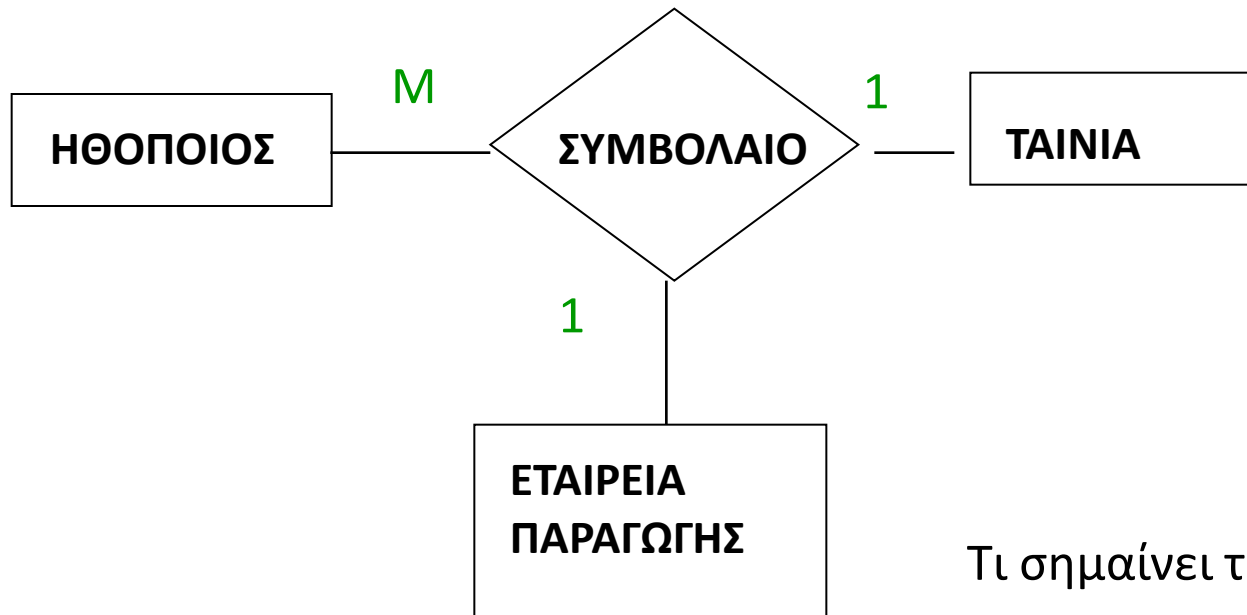 Μ
1
ΗΘΟΠΟΙΟΣ
ΣΥΜΒΟΛΑΙΟ
ΤΑΙΝΙΑ
1
ΕΤΑΙΡΕΙΑ
ΠΑΡΑΓΩΓΗΣ
Τι σημαίνει τ